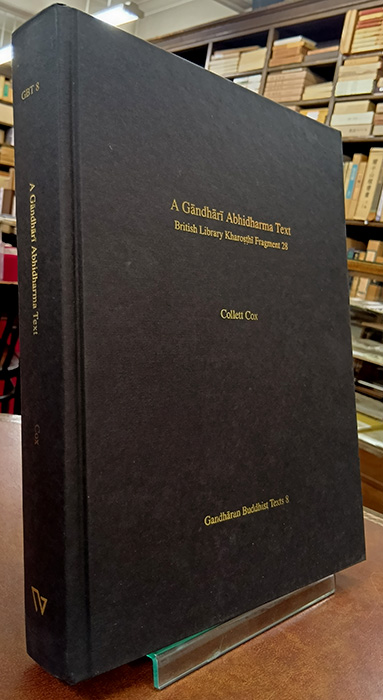 GBT 8
A Gāndhārī Abhidharma Text
Cox
A Gāndhārī Abhidharma Text
British Library Kharoṣṭhī Fragment 28
Collett Cox
Gandhāran Buddhist Texts 8